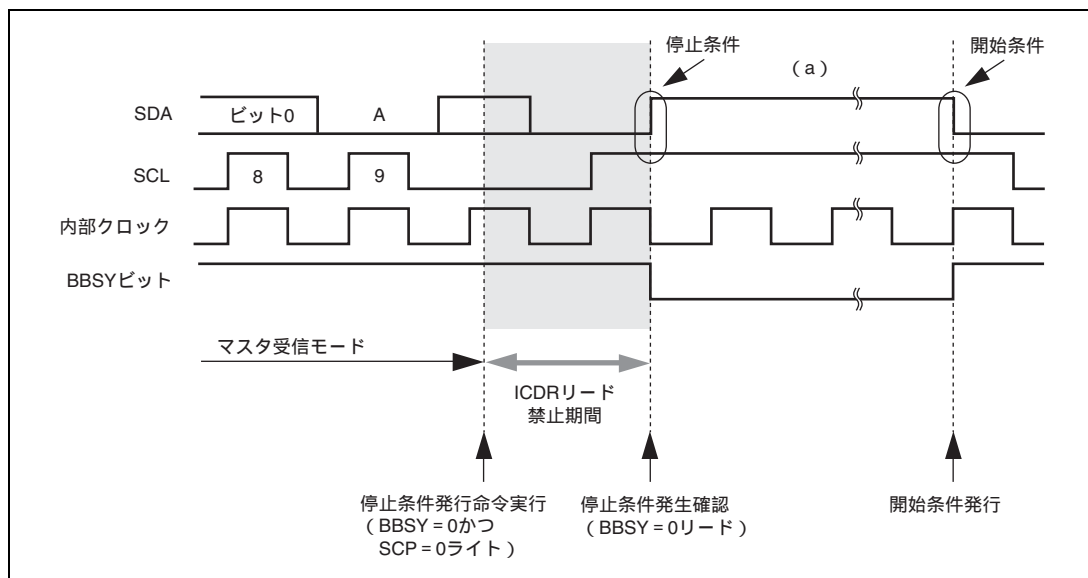 停止条件
(a)
開始条件
SDA
ビット0
A
SCL
8
9
内部クロック
BBSYビット
マスタ受信モード
ICDRリード
禁止期間
停止条件発行命令実行
(BBSY=0かつ
SCP=0ライト)
停止条件発生確認
(BBSY=0リード)
開始条件発行